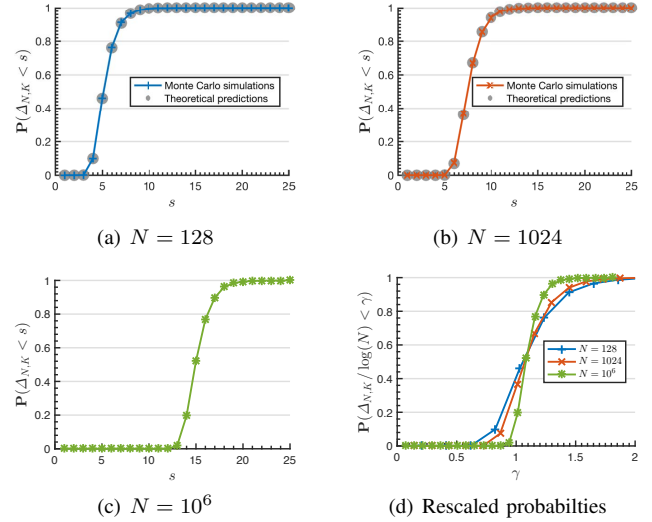 1
0.8
0.6
0.4
0.2
0
P(Δ_{N,K} < s)
Monte Carlo simulations
Theoretical predictions
0 5 10 15 20 25
s
(a) N = 128
1
0.8
0.6
0.4
0.2
0
P(Δ_{N,K} < s)
Monte Carlo simulations
Theoretical predictions
0 5 10 15 20 25
s
(b) N = 1024
1
0.8
0.6
0.4
0.2
0
P(Δ_{N,K} < s)
0 5 10 15 20 25
s
(c) N = 10^6
1
0.8
0.6
0.4
0.2
0
P(Δ_{N,K}/ log(N) < γ)
N = 128
N = 1024
N = 10^6
0 0.5 1 1.5 2
γ
(d) Rescaled probabilties